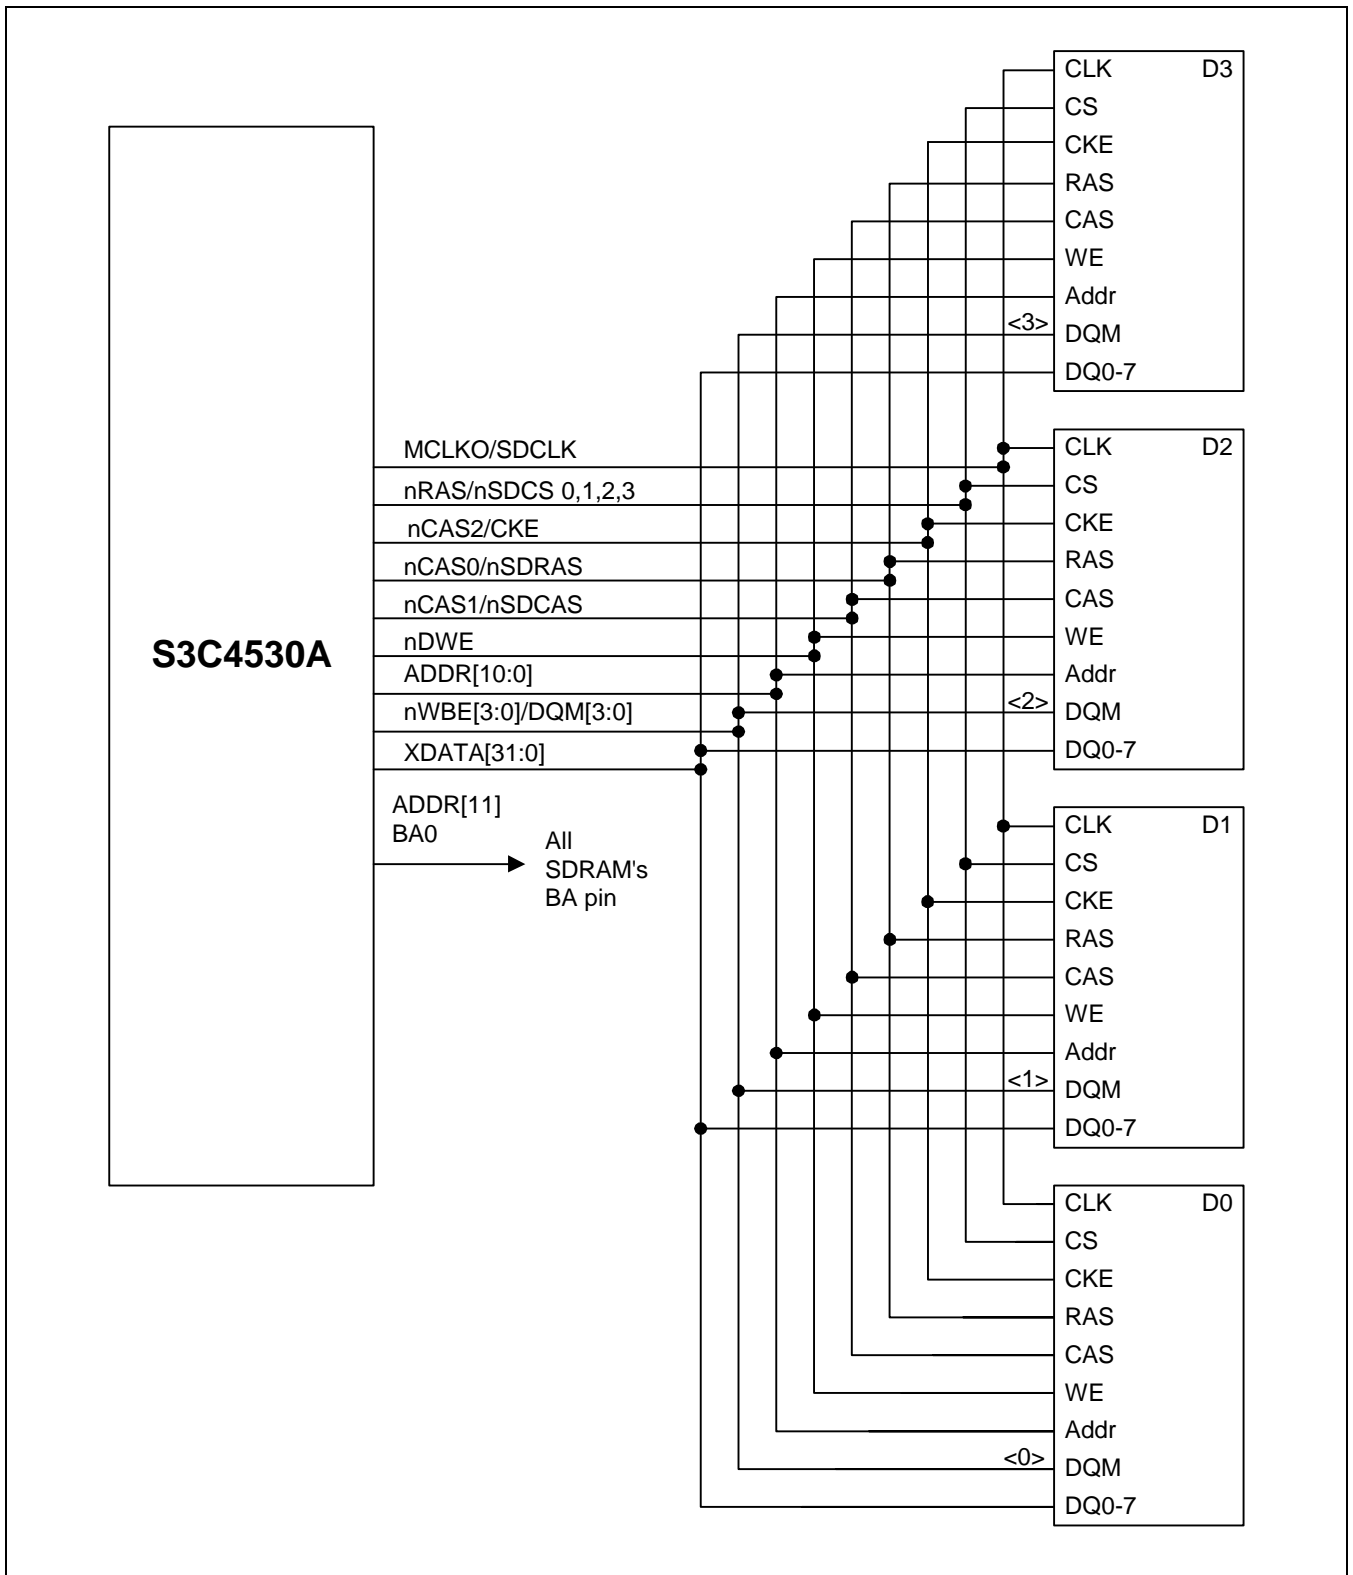 S3C4530A
MCLKO/SDCLK
nRAS/nSDCS 0,1,2,3
nCAS2/CKE
nCAS0/nSDRAS
nCAS1/nSDCAS
nDWE
ADDR[10:0]
nWBE[3:0]/DQM[3:0]
XDATA[31:0]
ADDR[11]
BA0
All
SDRAM's
BA pin
CLK D3
CS
CKE
RAS
CAS
WE
Addr
<3> DQM
DQ0-7
CLK D2
CS
CKE
RAS
CAS
WE
Addr
<2> DQM
DQ0-7
CLK D1
CS
CKE
RAS
CAS
WE
Addr
<1> DQM
DQ0-7
CLK D0
CS
CKE
RAS
CAS
WE
Addr
<0> DQM
DQ0-7